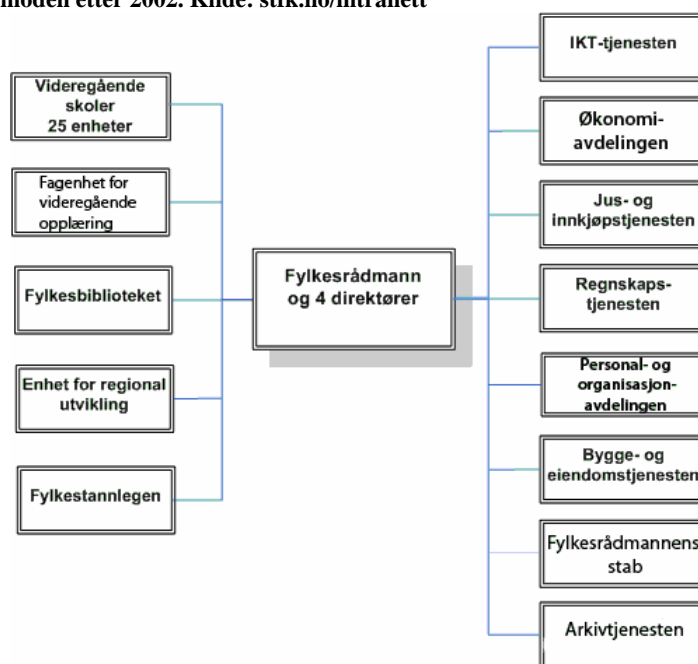 moden etter 2002. Kilde: stfk.no/intranett
Videregående
skoler
25 enheter
Fagenhet for
videregående
opplæring
Fylkesbiblioteket
Enhet for regional
utvikling
Fylkestannlegen
Fylkesrådmann
og 4 direktører
IKT-tjenesten
Økonomi-
avdelingen
Jus- og
innkjøpstjenesten
Regnskaps-
tjenesten
Personal- og
organisasjon-
avdelingen
Bygge- og
eiendomstjenesten
Fylkesrådmannens
stab
Arkivtjenesten